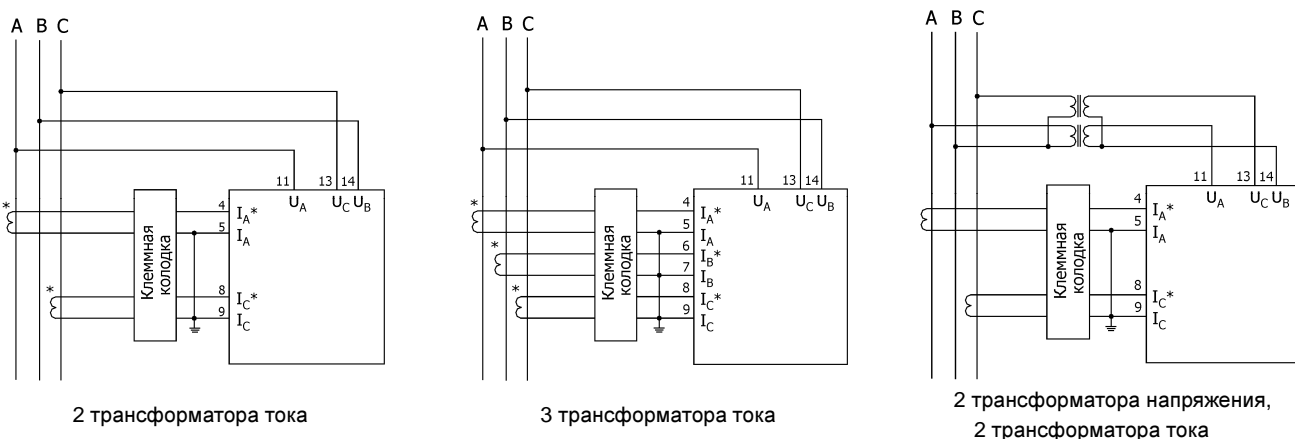 A B C
11 13 14
U_A U_C U_B
* 4 I_A*
5 I_A
* 8 I_C*
9 I_C
Клеммная
колодка
2 трансформатора тока
A B C
11 13 14
U_A U_C U_B
* 4 I_A*
5 I_A
* 6 I_B*
7 I_B
* 8 I_C*
9 I_C
Клеммная
колодка
3 трансформатора тока
A B C
11 13 14
U_A U_C U_B
4 I_A*
5 I_A
8 I_C*
9 I_C
Клеммная
колодка
2 трансформатора напряжения,
2 трансформатора тока